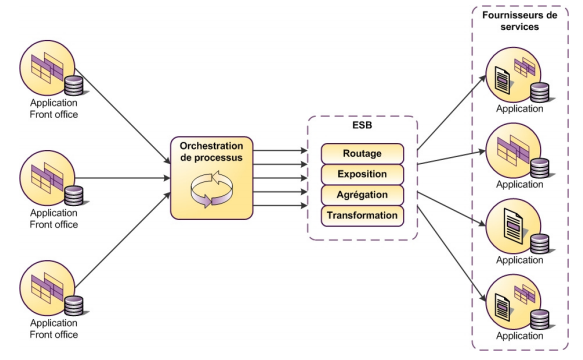 Fournisseurs de
services
Application
Front office
Application
Front office
Application
Front office
Orchestration
de processus
ESB
Routage
Exposition
Agrégation
Transformation
Application
Application
Application
Application